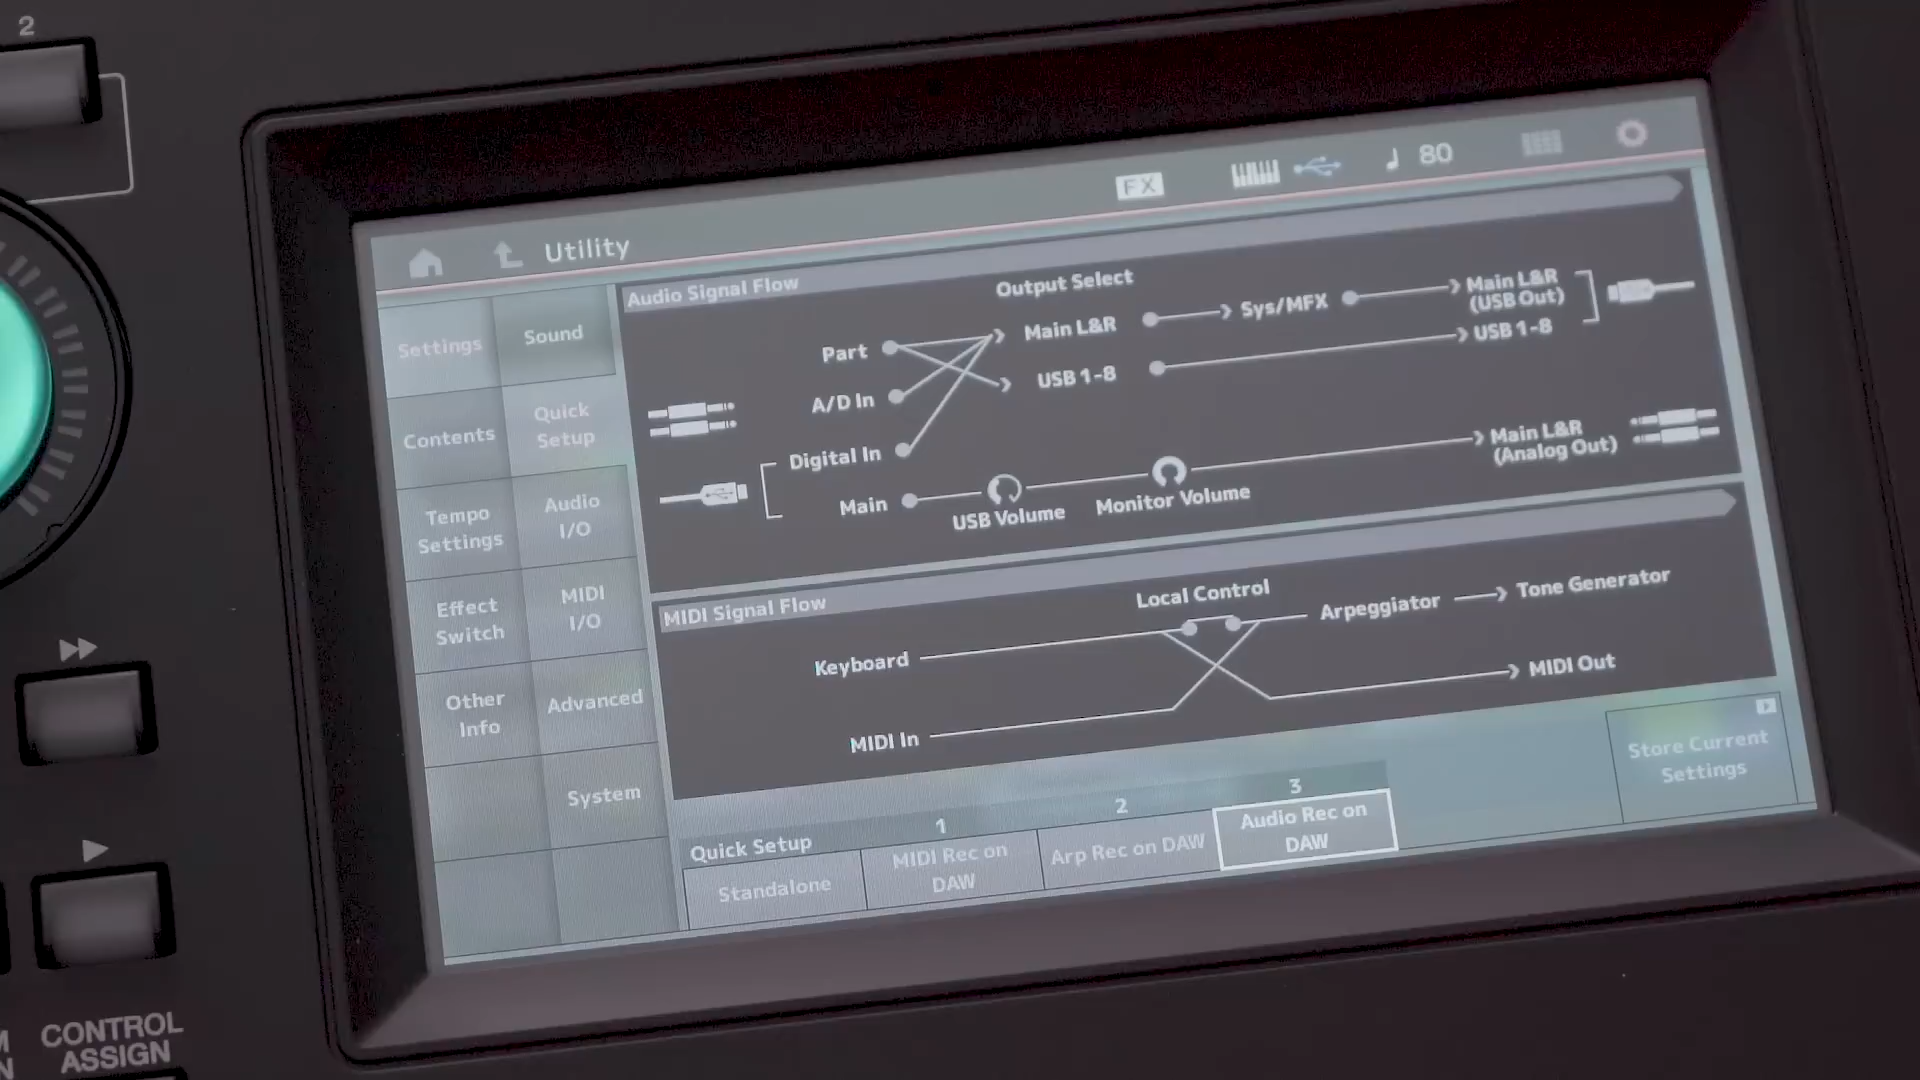 2
FX
80
Utility
Settings
Sound
Contents
Quick
Setup
Tempo
Settings
Audio
I/O
Effect
Switch
MIDI
I/O
Other
Info
Advanced
System
Audio Signal Flow
Output Select
Part
A/D In
Digital In
Main
Main L&R
USB 1-8
Sys/MFX
Main L&R
(USB Out)
USB 1-8
USB Volume
Monitor Volume
Main L&R
(Analog Out)
MIDI Signal Flow
Local Control
Keyboard
Arpeggiator
Tone Generator
MIDI In
MIDI Out
Quick Setup
Standalone
1
MIDI Rec on
DAW
2
Arp Rec on DAW
3
Audio Rec on
DAW
Store Current
Settings
CONTROL
ASSIGN